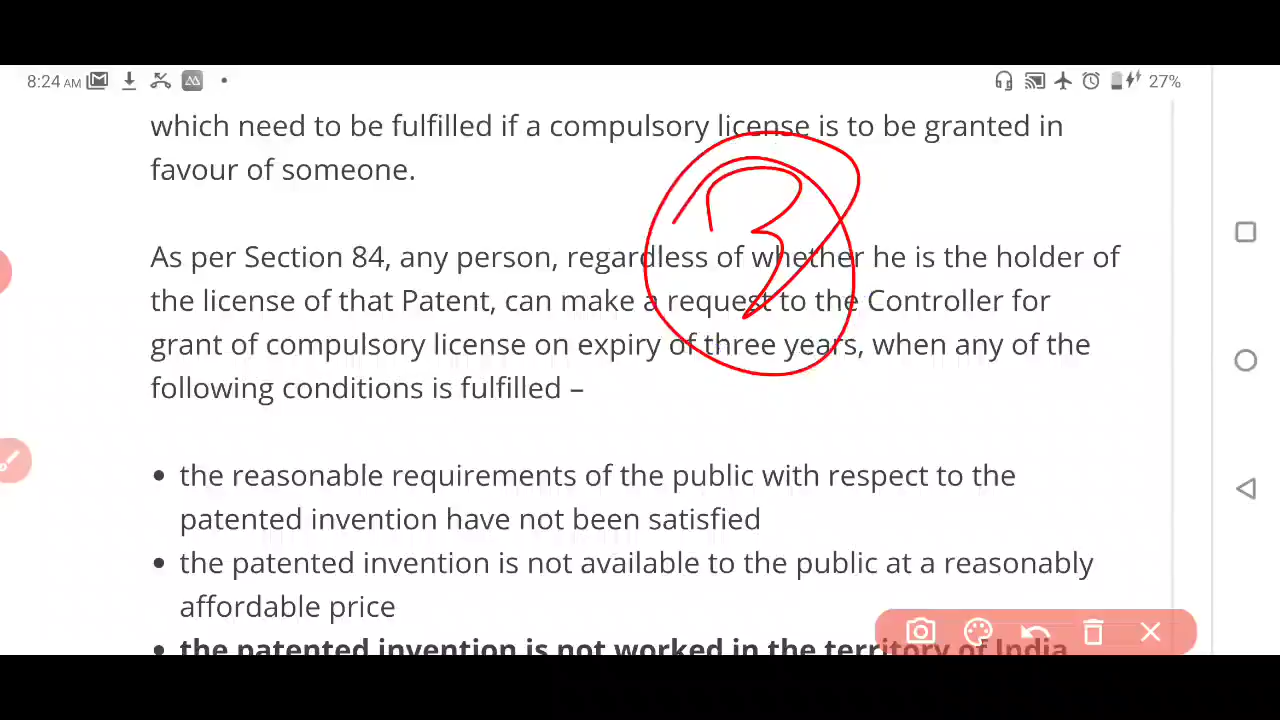 8:24 AM
27%
which need to be fulfilled if a compulsory license is to be granted in
favour of someone.
3
As per Section 84, any person, regardless of whether he is the holder of
the license of that Patent, can make a request to the Controller for
grant of compulsory license on expiry of three years, when any of the
following conditions is fulfilled –
• the reasonable requirements of the public with respect to the
patented invention have not been satisfied
• the patented invention is not available to the public at a reasonably
affordable price
• the patented invention is not worked in the territory of India